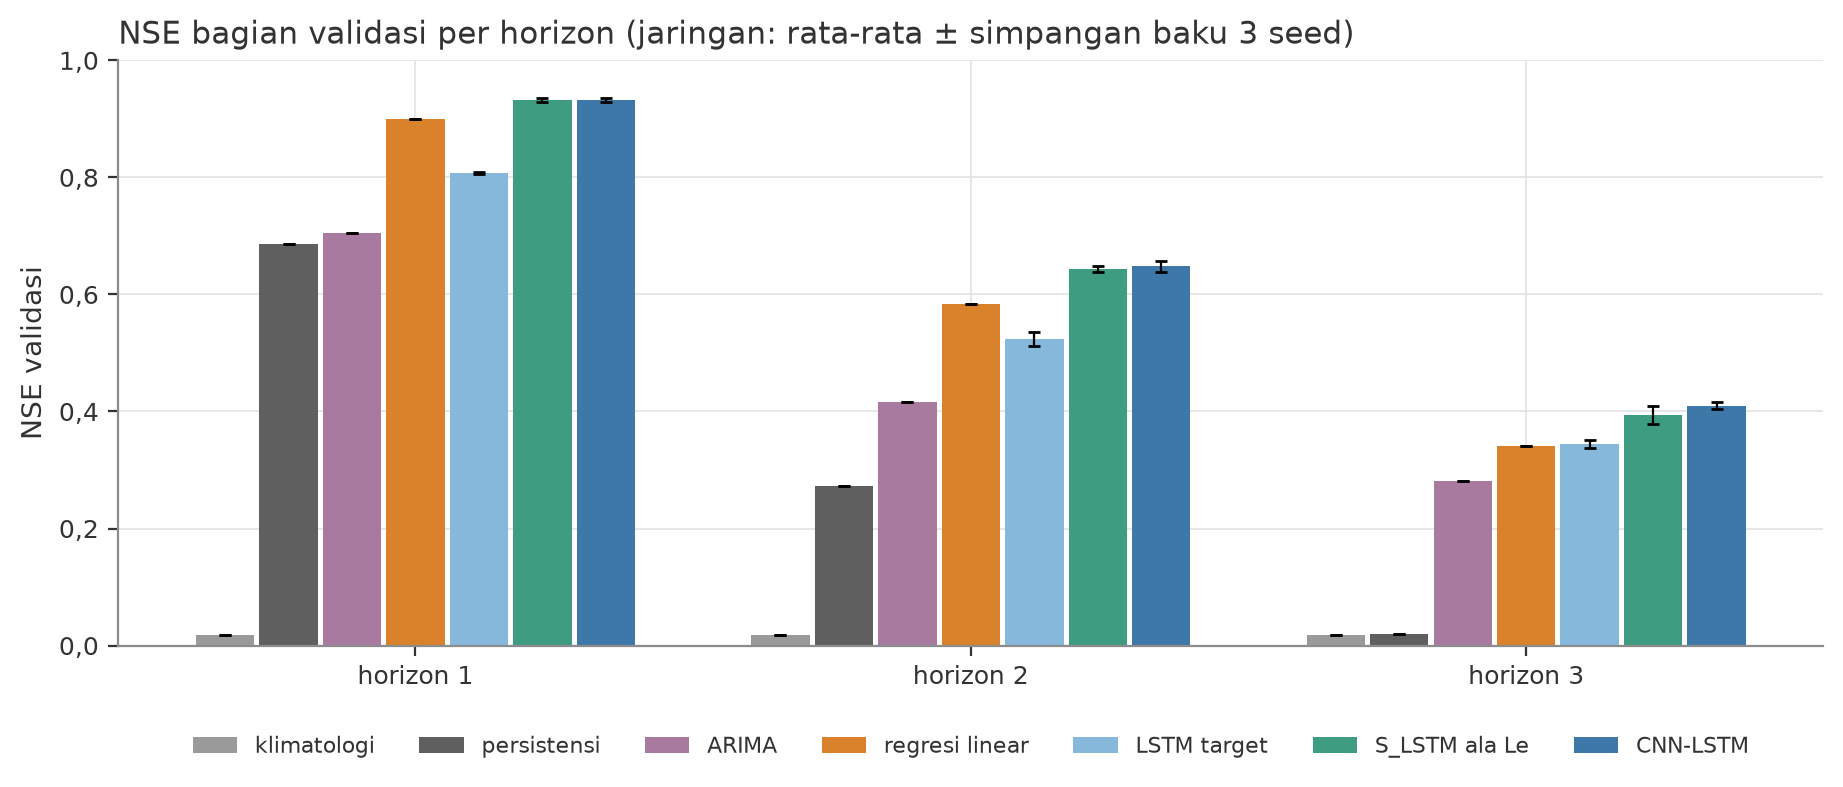 NSE bagian validasi per horizon (jaringan: rata-rata ± simpangan baku 3 seed)
NSE validasi
1,0
0,8
0,6
0,4
0,2
0,0
horizon 1 horizon 2 horizon 3
klimatologi persistensi ARIMA regresi linear LSTM target S_LSTM ala Le CNN-LSTM